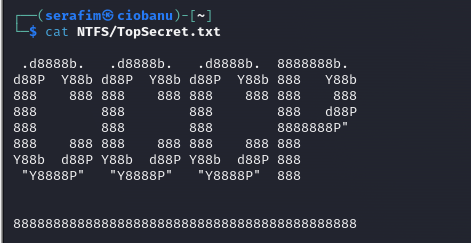 ┌──(serafim㉿ciobanu)-[~]
└─$ cat NTFS/TopSecret.txt
 .d8888b.   .d8888b.   .d8888b.  8888888b.
d88P  Y88b d88P  Y88b d88P  Y88b 888   Y88b
888    888 888    888 888    888 888    888
888        888        888        888   d88P
888        888        888        8888888P"
888    888 888    888 888    888 888
Y88b  d88P Y88b  d88P Y88b  d88P 888
 "Y8888P"   "Y8888P"   "Y8888P"  888
8888888888888888888888888888888888888888888